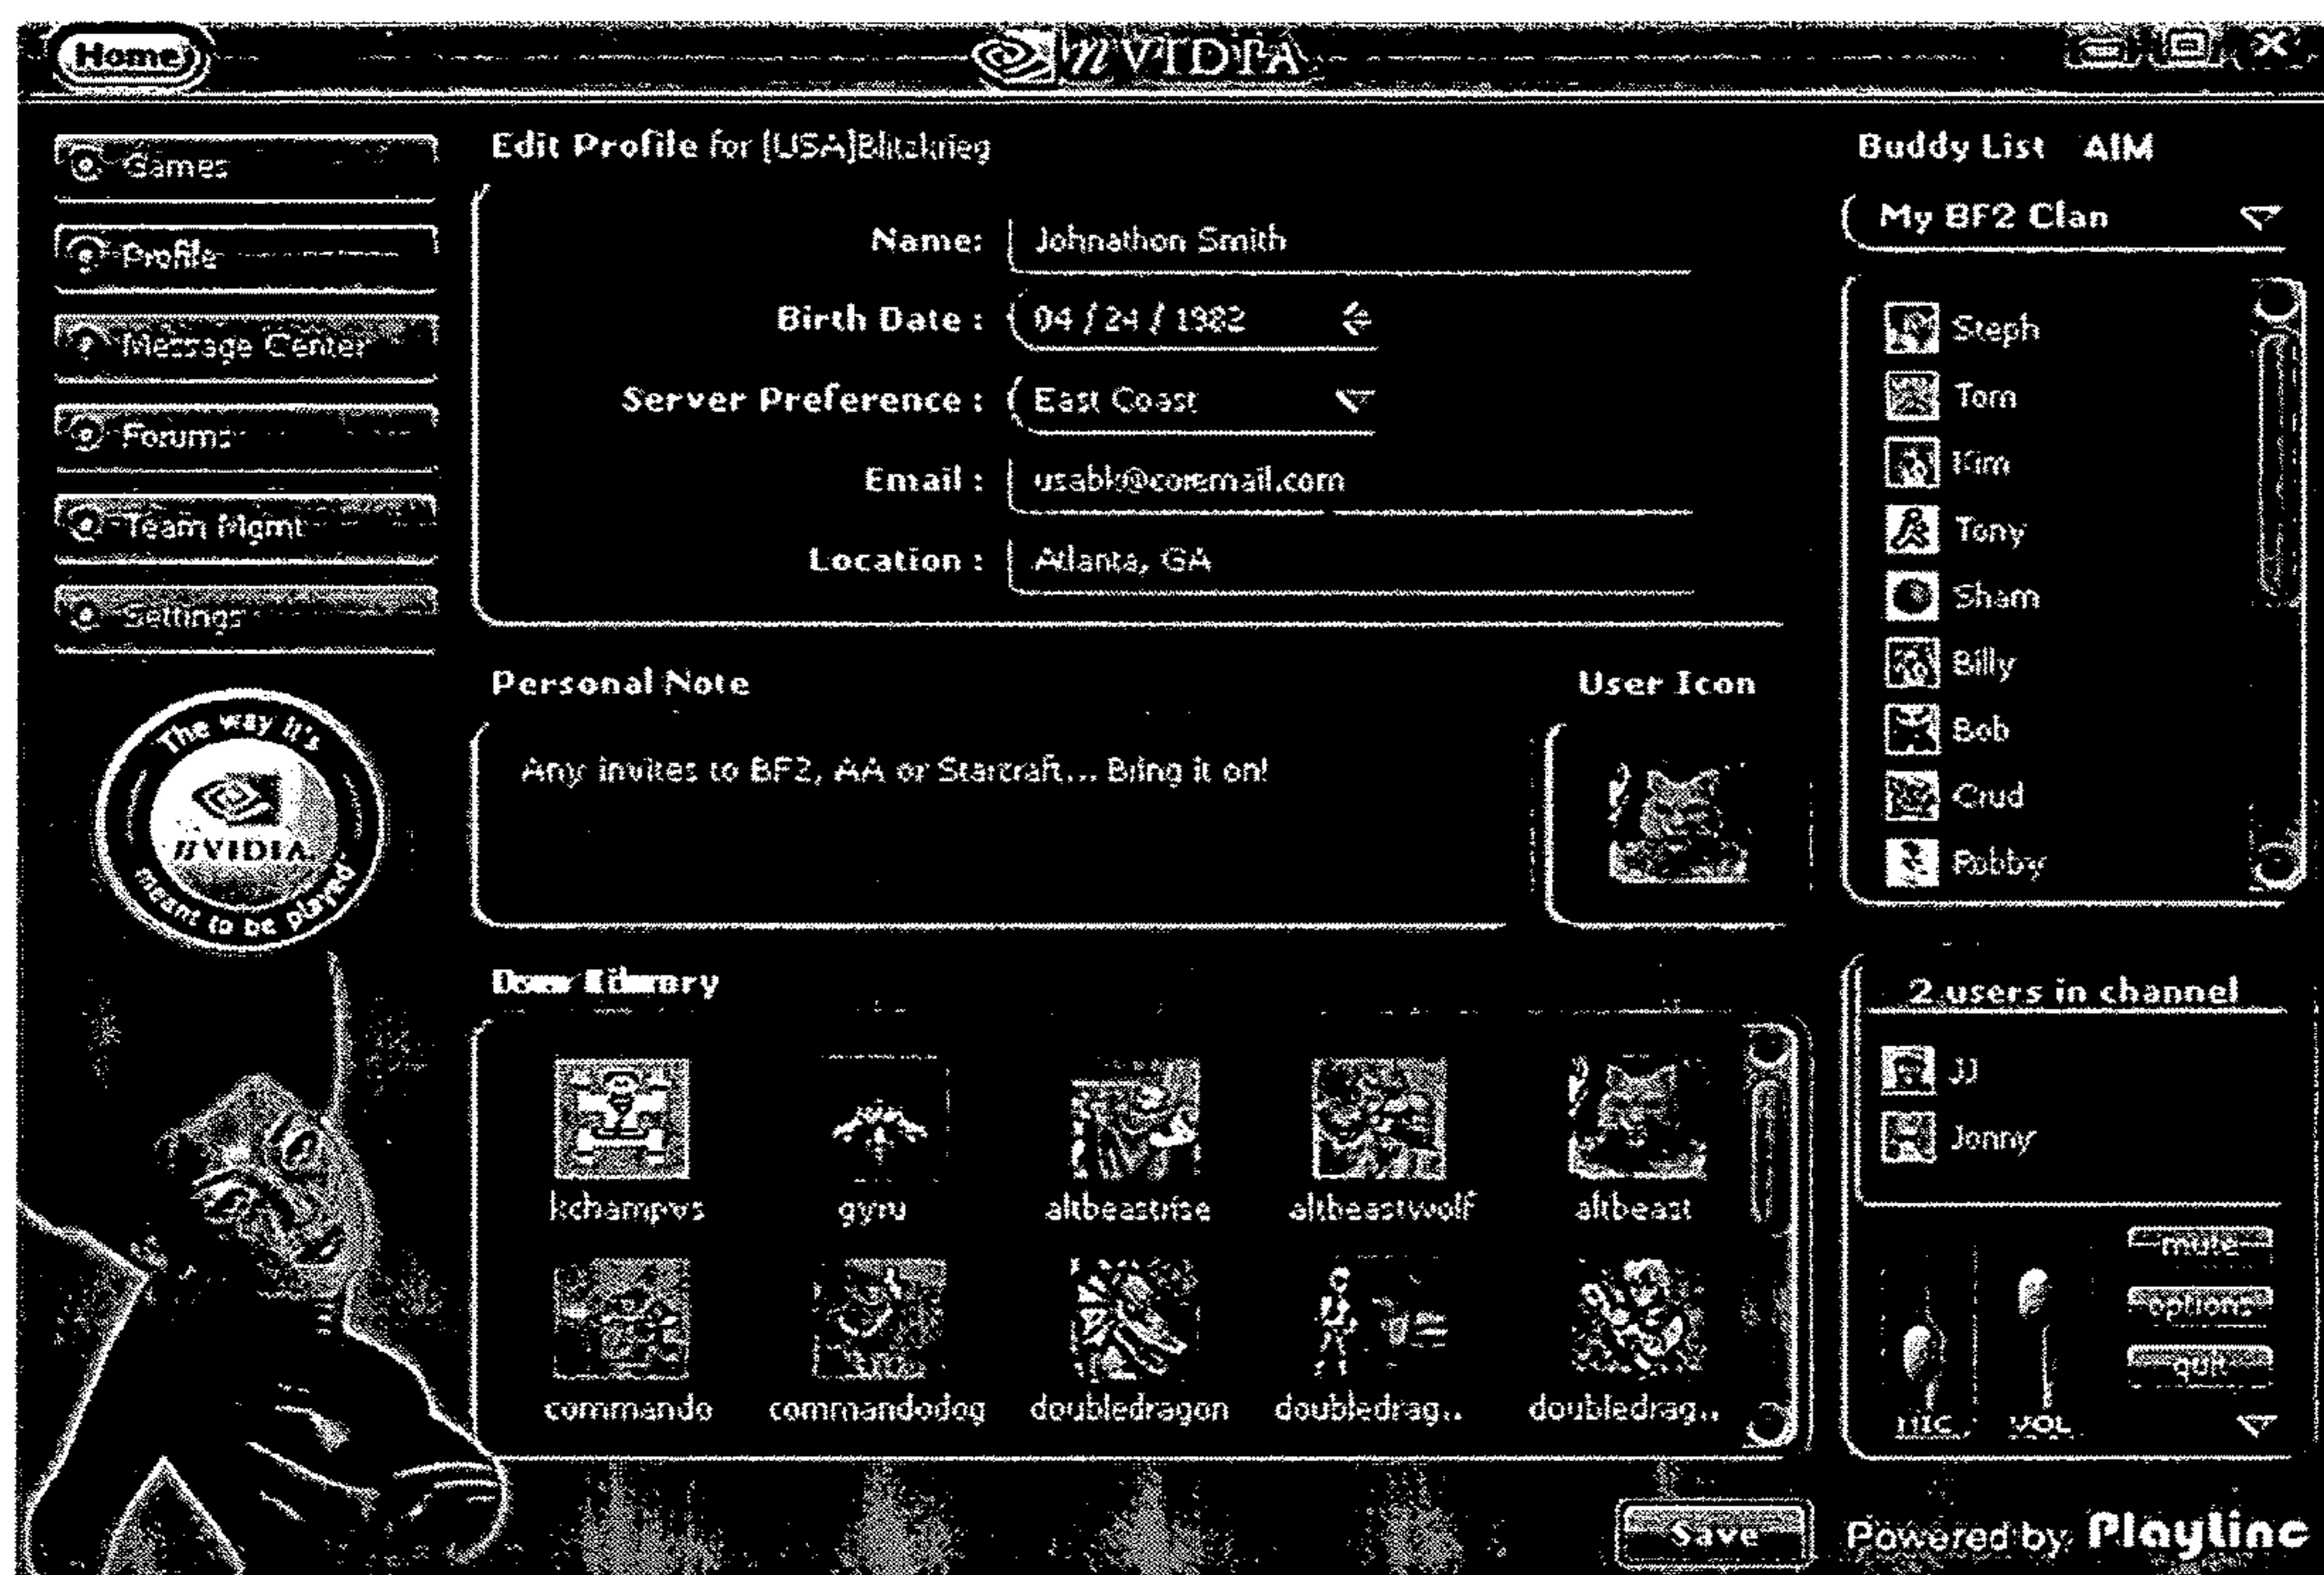 Home
nVIDIA
Games
Profile
Message Center
Forums
Team Mgmt
Settings
The way it's
nVIDIA
meant to be played
Edit Profile for [USA]Blitzkrieg
Name: Johnathon Smith
Birth Date : 04 / 24 / 1982
Server Preference : East Coast
Email :
Location : Atlanta, GA
Personal Note
Any invites to BF2, AA or Starcraft... Bring it on!
User Icon
kchampvs
gyru
altbeastrise
altbeastwolf
altbeast
commando
commandodog
doubledragon
doubledrag..
doubledrag..
Save
Buddy List AIM
My BF2 Clan
Steph
Tom
Kim
Tony
Sham
Billy
Bob
Crud
Robby
2 users in channel
JJ
Jonny
mute
options
quit
MIC
VOL
Powered by Playlinc